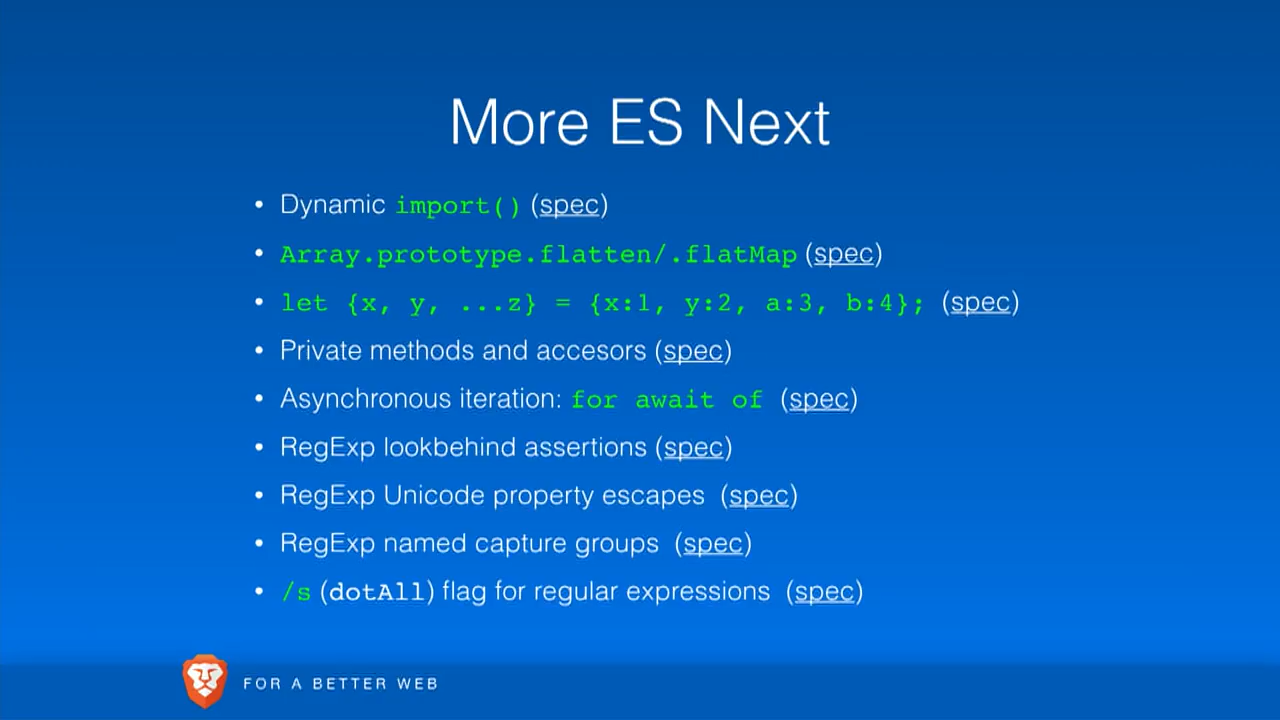 More ES Next
• Dynamic import() (spec)
• Array.prototype.flatten/.flatMap (spec)
• let {x, y, ...z} = {x:1, y:2, a:3, b:4}; (spec)
• Private methods and accesors (spec)
• Asynchronous iteration: for await of (spec)
• RegExp lookbehind assertions (spec)
• RegExp Unicode property escapes (spec)
• RegExp named capture groups (spec)
• /s (dotAll) flag for regular expressions (spec)
FOR A BETTER WEB